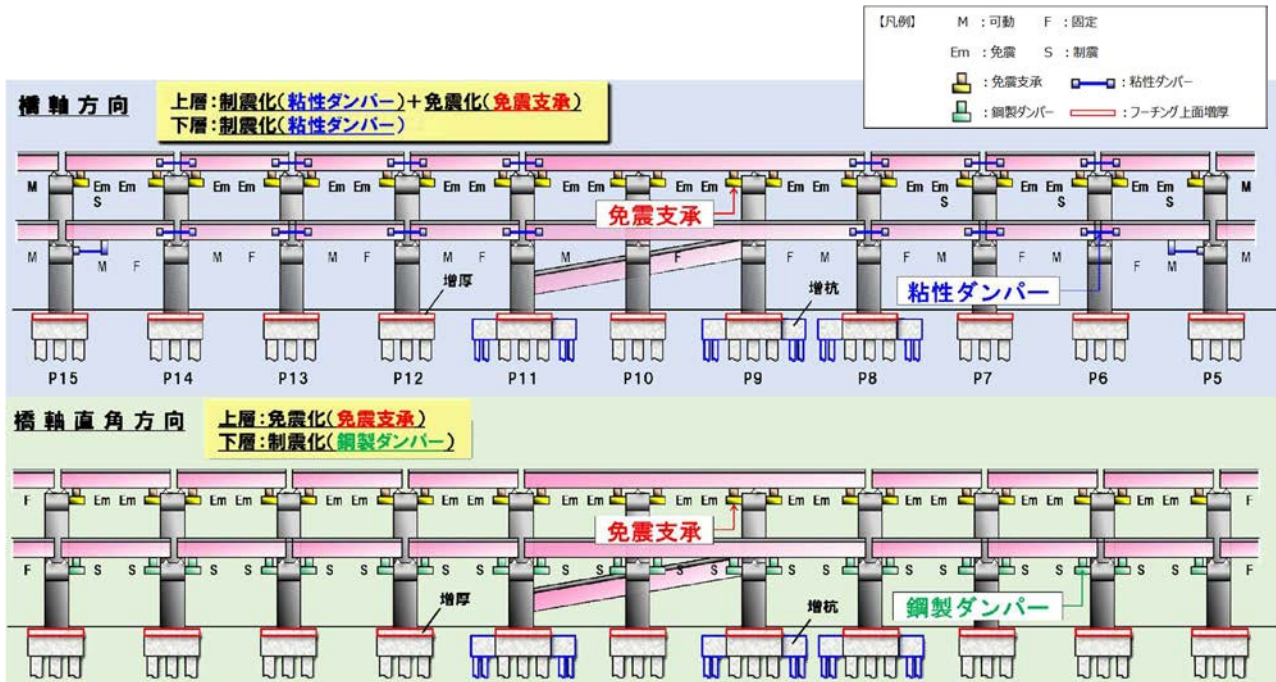 【凡例】 M ：可動 F ：固定
Em ：免震 S ：制震
：免震支承 ：粘性ダンパー
：鋼製ダンパー ：フーチング上面増厚
橋軸方向
上層：制震化（粘性ダンパー）＋免震化（免震支承）
下層：制震化（粘性ダンパー）
M Em Em Em Em Em Em Em Em Em Em Em Em Em Em Em Em Em Em Em Em M
S S S S
免震支承
M M F M F M F M F M F F M F M F M F M
粘性ダンパー
増厚
増杭
P15 P14 P13 P12 P11 P10 P9 P8 P7 P6 P5
橋軸直角方向
上層：免震化（免震支承）
下層：制震化（鋼製ダンパー）
F Em Em Em Em Em Em Em Em Em Em Em Em Em Em Em Em Em Em Em Em F
免震支承
F S S S S S S S S S S S S S S S S S S S S F
鋼製ダンパー
増厚
増杭